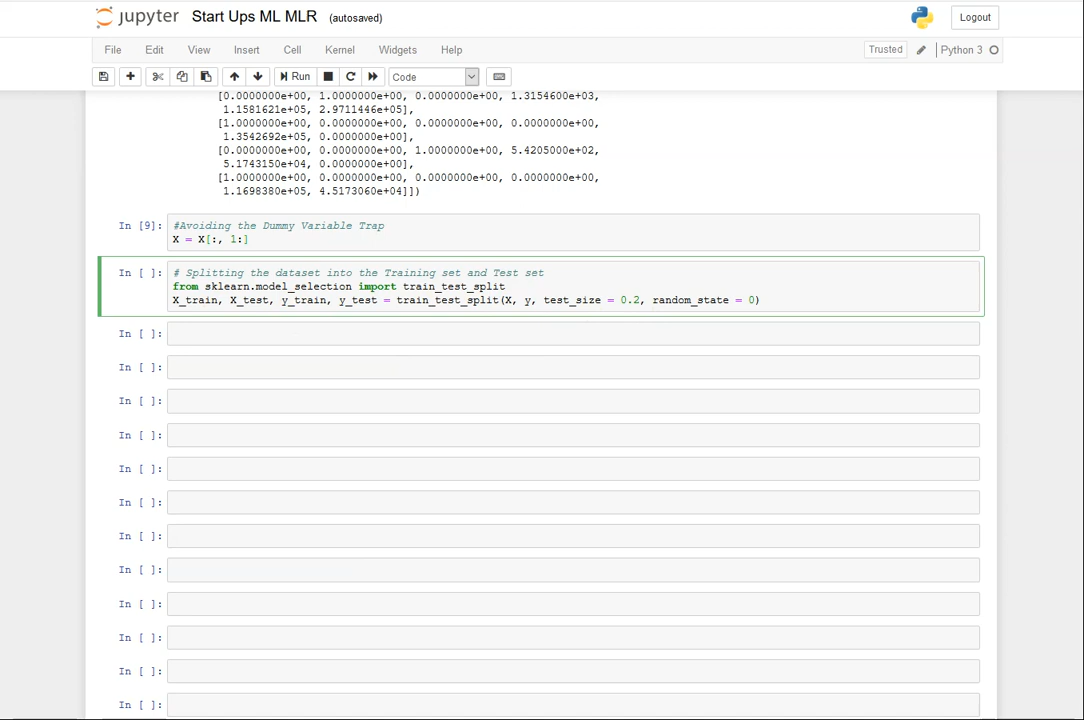 jupyter Start Ups ML MLR (autosaved)
Logout
File Edit View Insert Cell Kernel Widgets Help
Trusted Python 3
Run Code
[0.0000000e+00, 1.0000000e+00, 0.0000000e+00, 1.3154600e+03,
1.1581621e+05, 2.9711446e+05],
[1.0000000e+00, 0.0000000e+00, 0.0000000e+00, 0.0000000e+00,
1.3542692e+05, 0.0000000e+00],
[0.0000000e+00, 0.0000000e+00, 1.0000000e+00, 5.4205000e+02,
5.1743150e+04, 0.0000000e+00],
[1.0000000e+00, 0.0000000e+00, 0.0000000e+00, 0.0000000e+00,
1.1698380e+05, 4.5173060e+04]])
In [9]: #Avoiding the Dummy Variable Trap
X = X[:, 1:]
In [ ]: # Splitting the dataset into the Training set and Test set
from sklearn.model_selection import train_test_split
X_train, X_test, y_train, y_test = train_test_split(X, y, test_size = 0.2, random_state = 0)
In [ ]:
In [ ]:
In [ ]:
In [ ]:
In [ ]:
In [ ]:
In [ ]:
In [ ]:
In [ ]:
In [ ]:
In [ ]:
In [ ]: